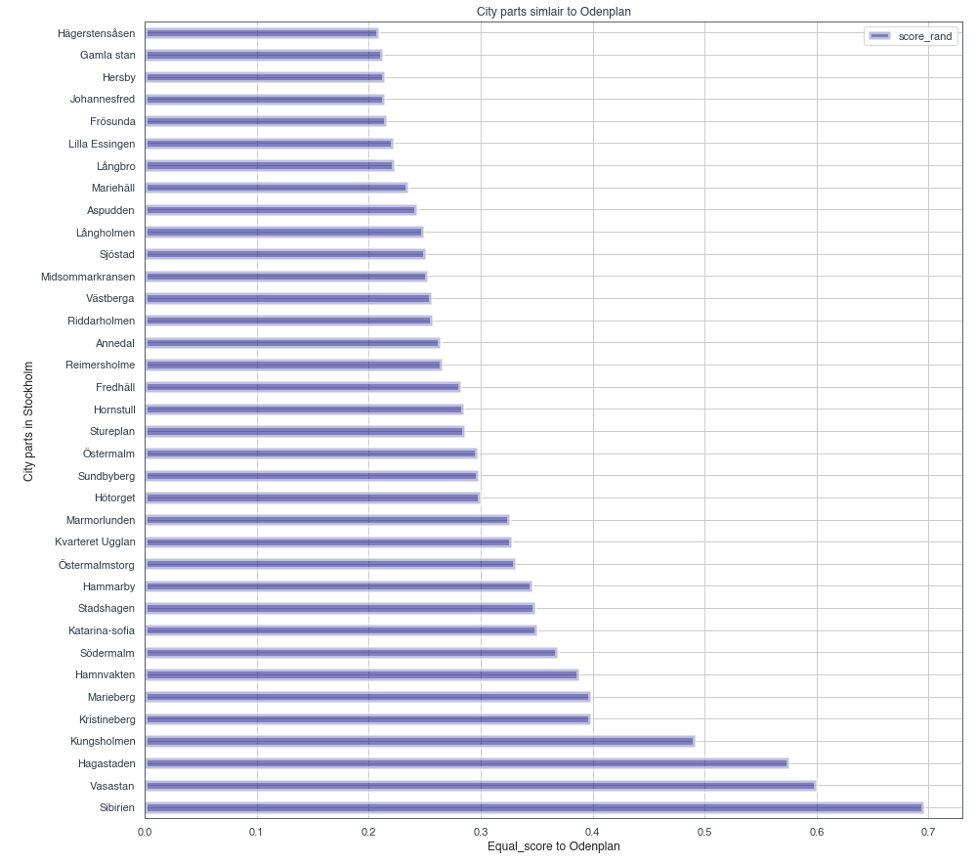 City parts simlair to Odenplan
score_rand
City parts in Stockholm
Hägerstensåsen
Gamla stan
Hersby
Johannesfred
Frösunda
Lilla Essingen
Långbro
Mariehäll
Aspudden
Långholmen
Sjöstad
Midsommarkransen
Västberga
Riddarholmen
Annedal
Reimersholme
Fredhäll
Hornstull
Stureplan
Östermalm
Sundbyberg
Hötorget
Marmorlunden
Kvarteret Ugglan
Östermalmstorg
Hammarby
Stadshagen
Katarina-sofia
Södermalm
Hamnvakten
Marieberg
Kristineberg
Kungsholmen
Hagastaden
Vasastan
Sibirien
0.0 0.1 0.2 0.3 0.4 0.5 0.6 0.7
Equal_score to Odenplan